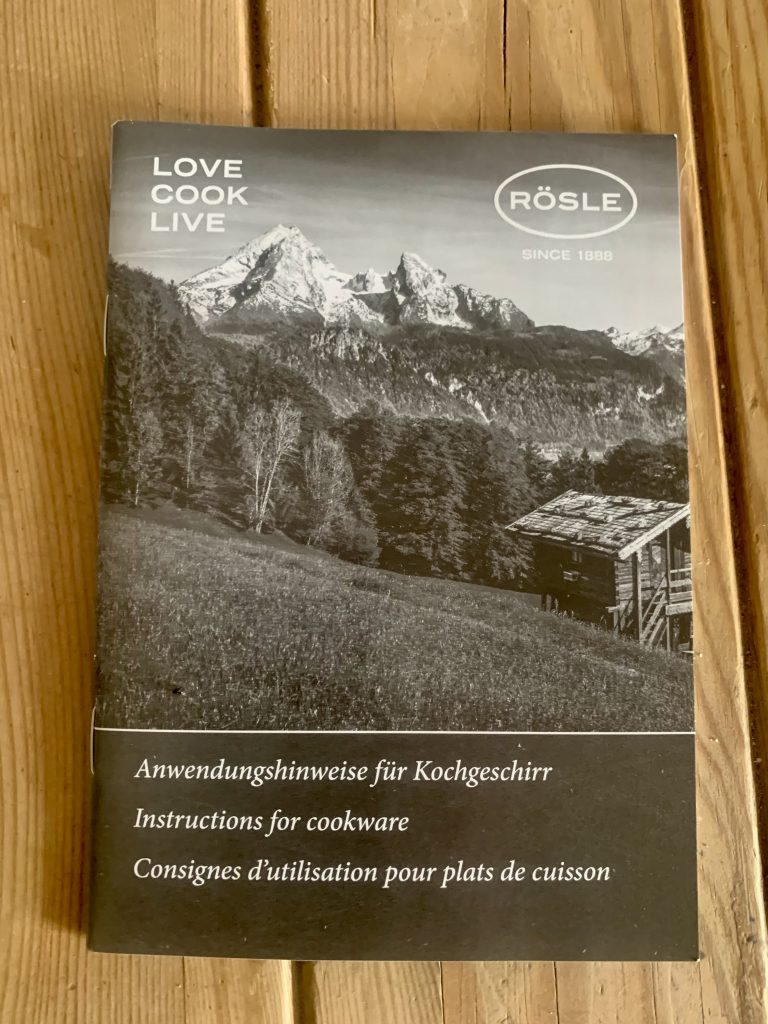 LOVE
COOK
LIVE
RÖSLE
SINCE 1888
Anwendungshinweise für Kochgeschirr
Instructions for cookware
Consignes d’utilisation pour plats de cuisson